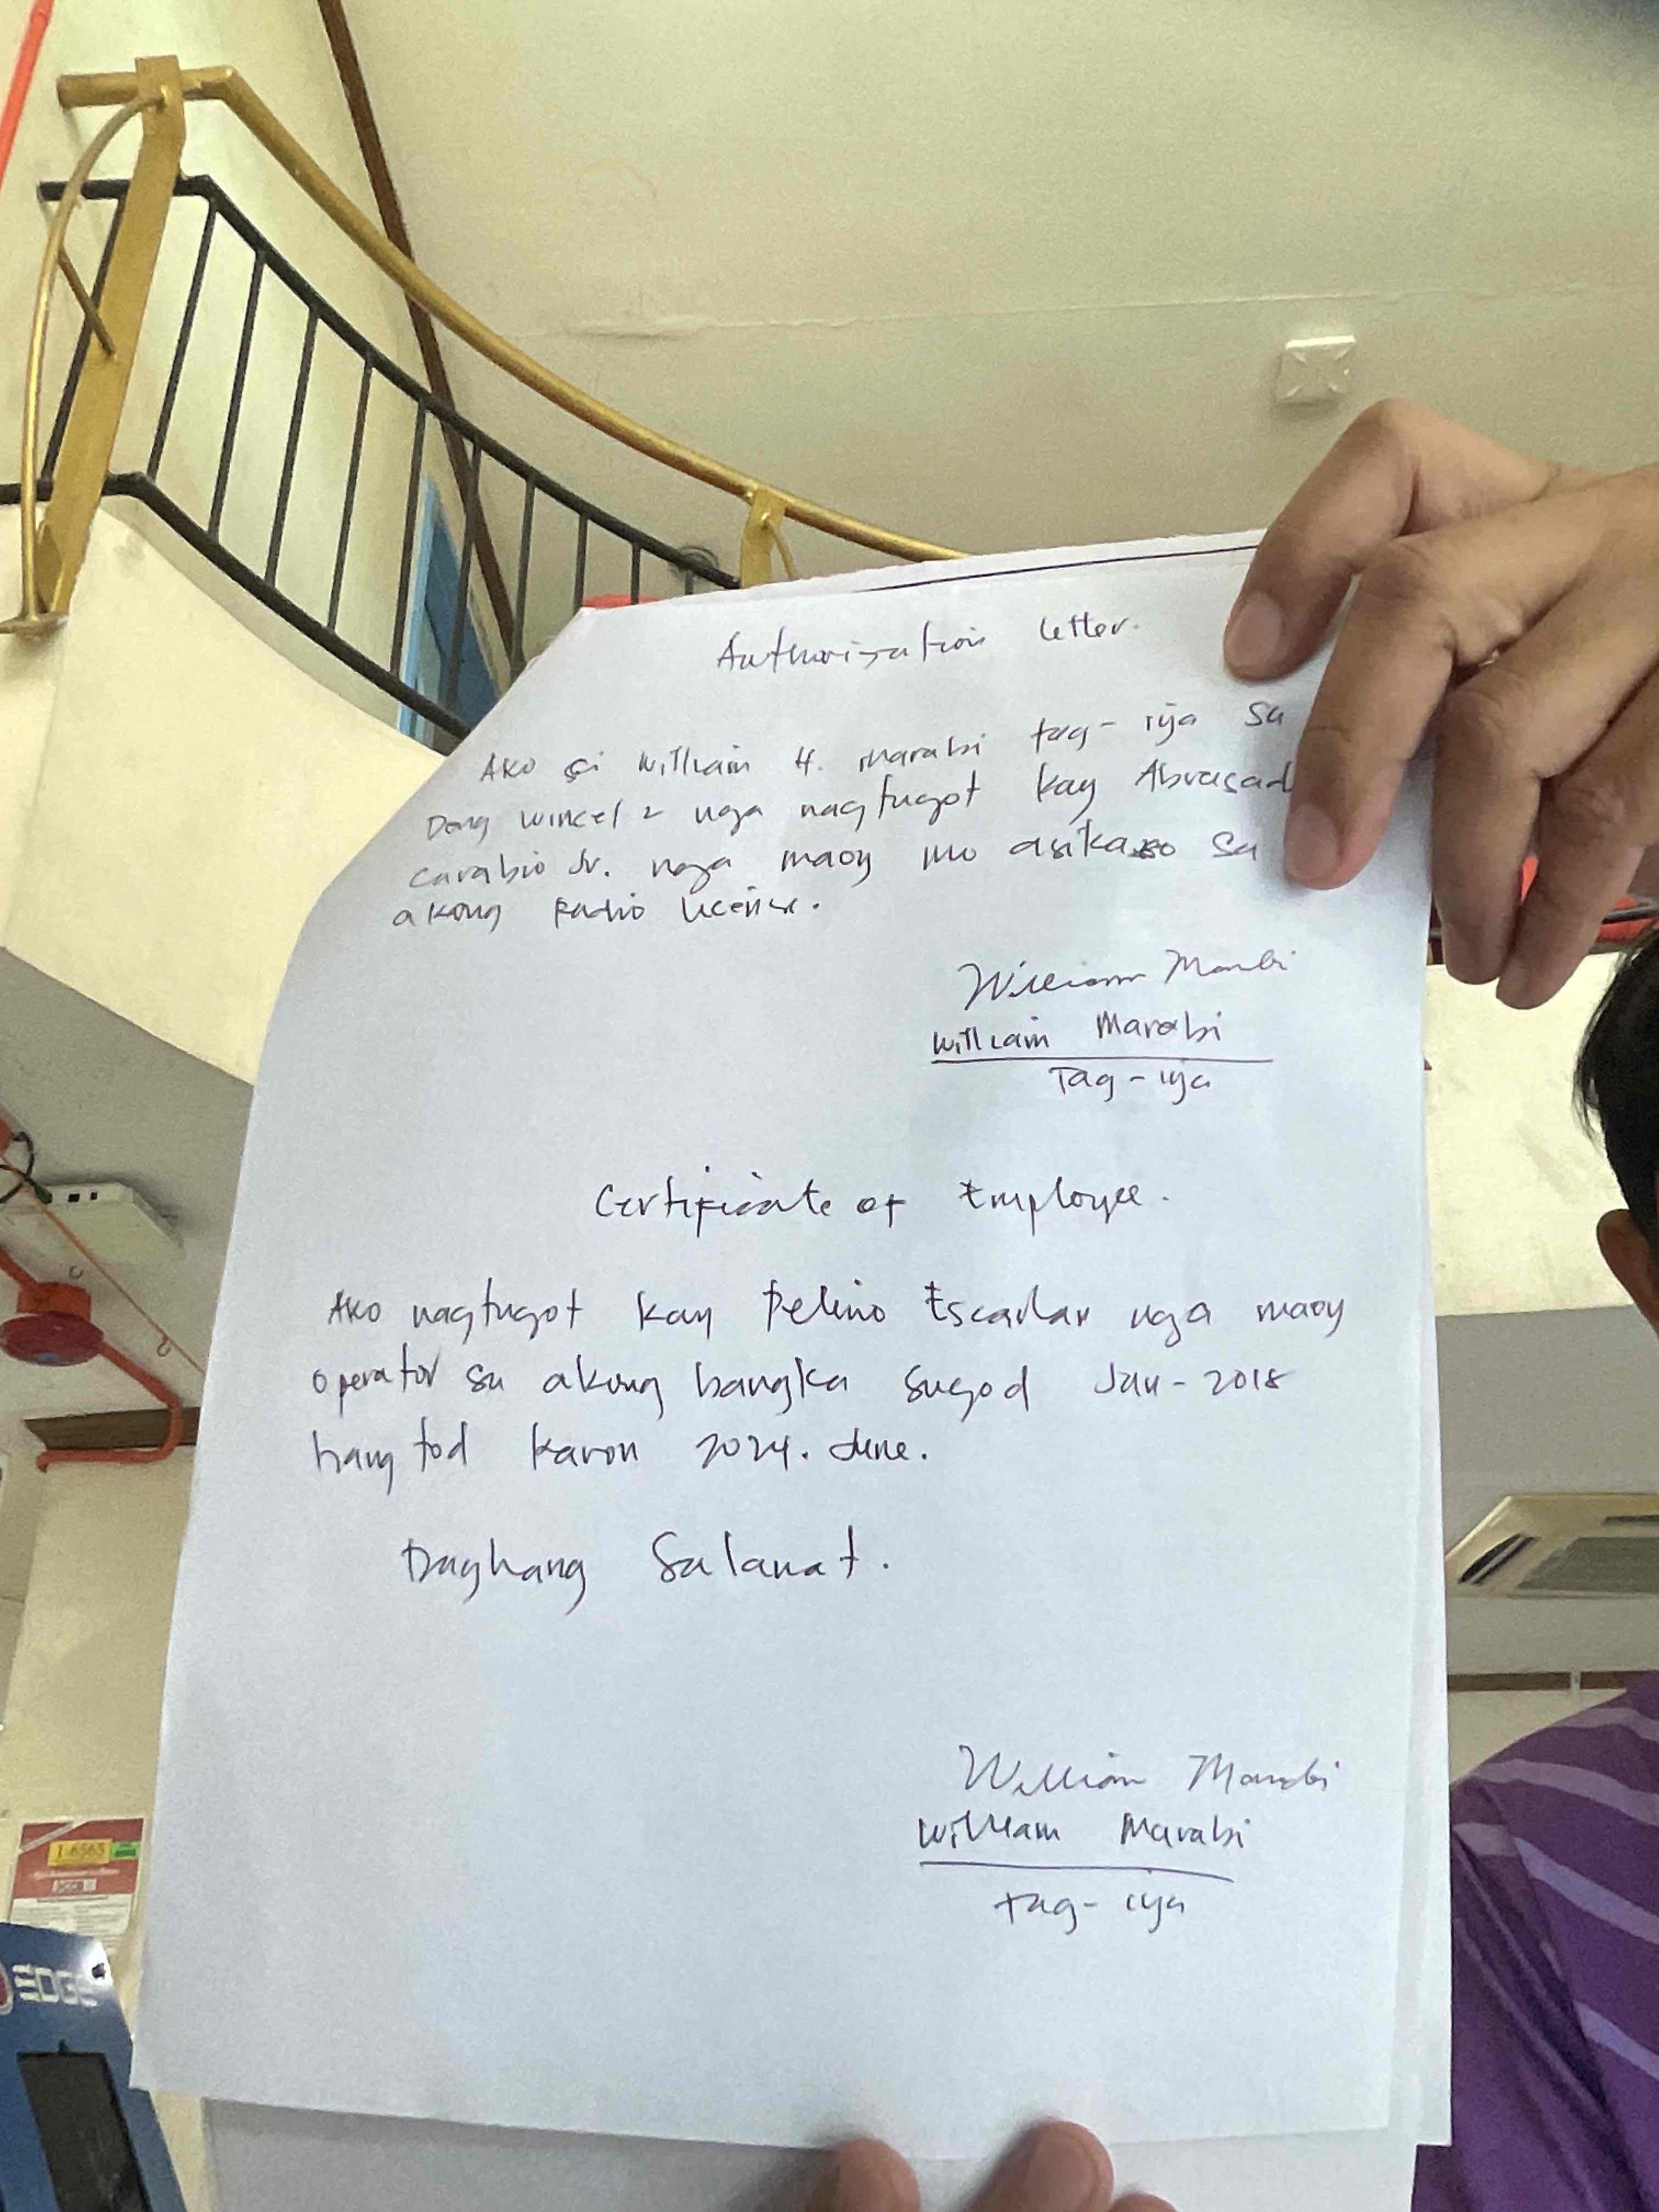 Authorization letter.
Ako si William H. Marabi tag-iya sa
Dong Wincel 2 nga nagtugot kay Abrasad
Carabio Jr. nga maoy mo asikaso sa
akong Radio License.
William Marabi
William Marabi
Tag-iya
Certificate of Employee.
Ako nagtugot kay Pelino Escarlar nga maoy
operator sa akong bangka sugod Jan-2018
hangtod karon 2024. June.
Daghang Salamat.
William Marabi
William Marabi
tag-iya
1-6565
EDGE